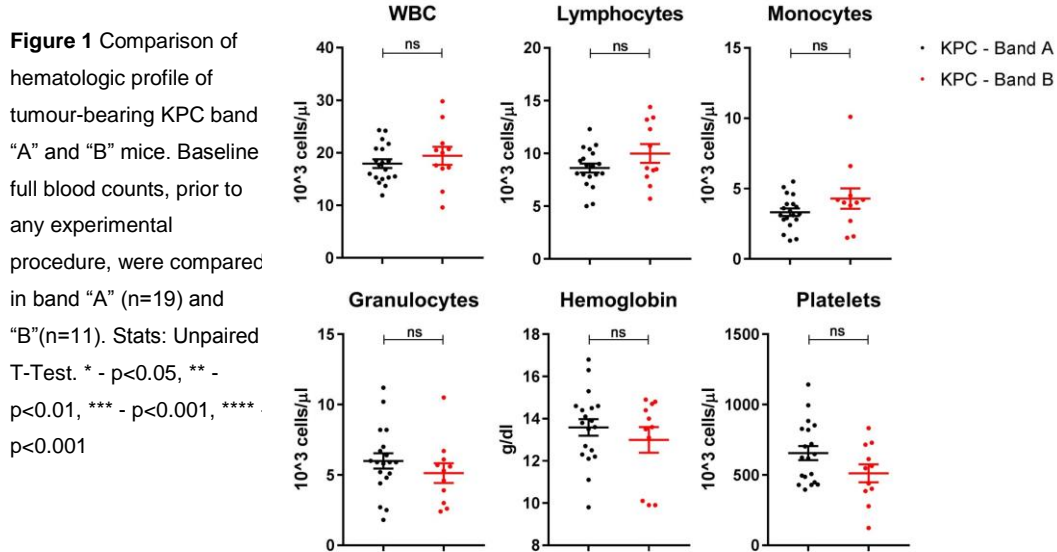 Figure 1 Comparison of
hematologic profile of
tumour-bearing KPC band
“A” and “B” mice. Baseline
full blood counts, prior to
any experimental
procedure, were compared
in band “A” (n=19) and
“B”(n=11). Stats: Unpaired
T-Test. * - p<0.05, ** -
p<0.01, *** - p<0.001, **** -
p<0.001
WBC
ns
10^3 cells/µl
40
30
20
10
0
Lymphocytes
ns
10^3 cells/µl
20
15
10
5
0
Monocytes
ns
10^3 cells/µl
15
10
5
0
KPC - Band A
KPC - Band B
Granulocytes
ns
10^3 cells/µl
15
10
5
0
Hemoglobin
ns
g/dl
18
16
14
12
10
8
Platelets
ns
10^3 cells/µl
1500
1000
500
0